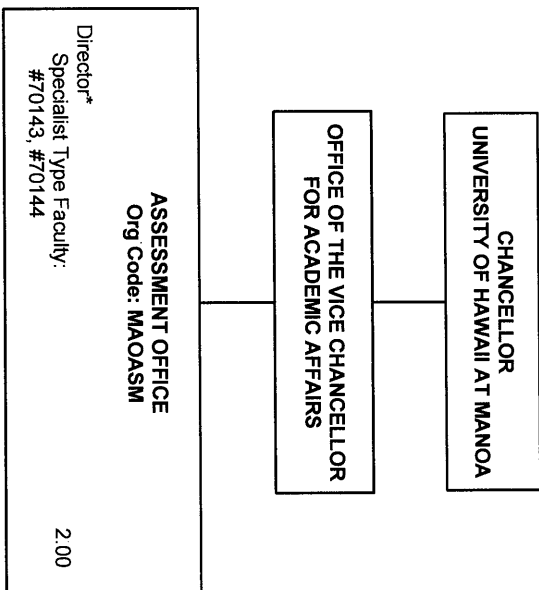 CHANCELLOR
UNIVERSITY OF HAWAII AT MANOA
OFFICE OF THE VICE CHANCELLOR
FOR ACADEMIC AFFAIRS
ASSESSMENT OFFICE
Org Code: MAOASM
Director*
Specialist Type Faculty: 2.00
#70143, #70144